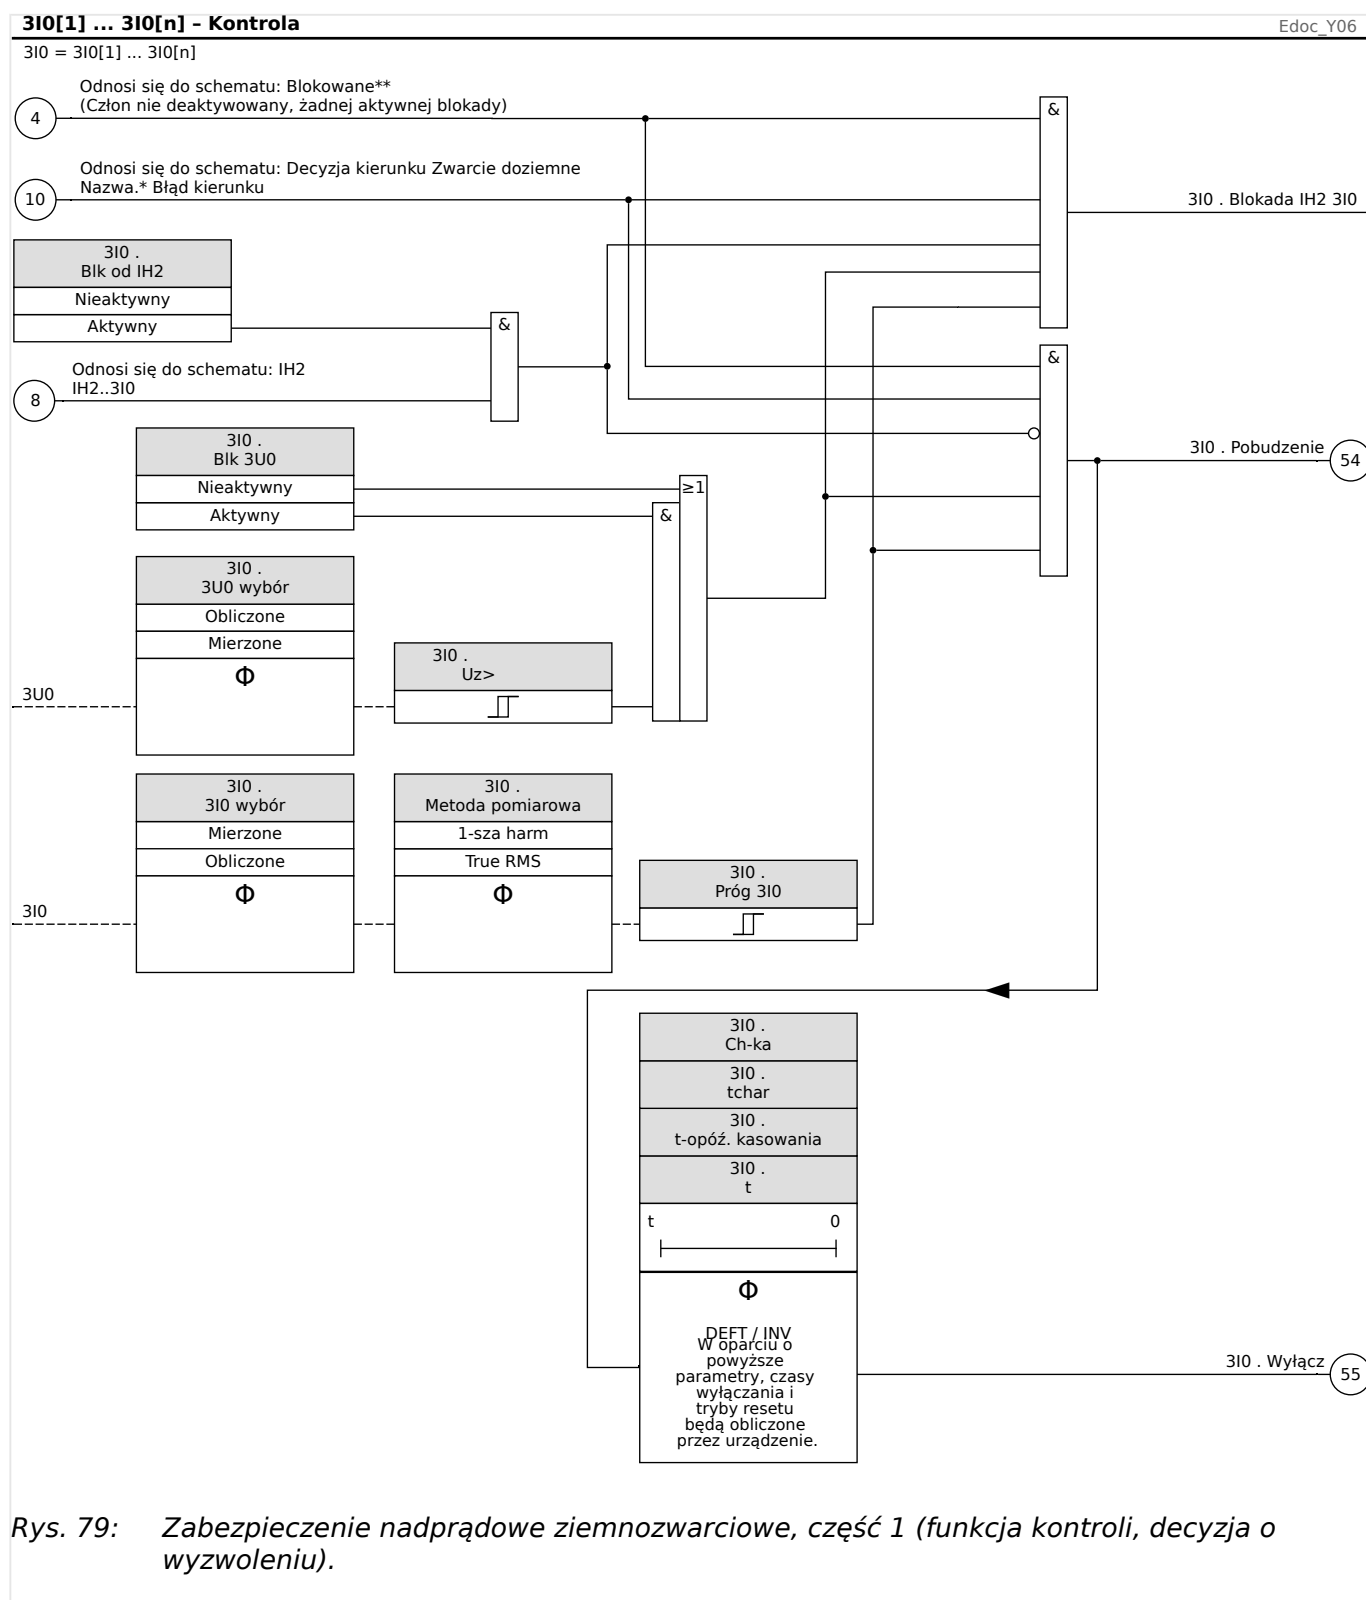 3I0[1] ... 3I0[n] – Kontrola
Edoc_Y06
3I0 = 3I0[1] ... 3I0[n]
Odnosi się do schematu: Blokowane**
(Człon nie deaktywowany, żadnej aktywnej blokady)
4
&
Odnosi się do schematu: Decyzja kierunku Zwarcie doziemne
Nazwa.* Błąd kierunku
10
3I0 . Blokada IH2 3I0
3I0 .
Blk od IH2
Nieaktywny
Aktywny
&
Odnosi się do schematu: IH2
IH2..3I0
8
&
3I0 . Pobudzenie
54
3I0 .
Blk 3U0
Nieaktywny
Aktywny
≥1
&
3I0 .
3U0 wybór
Obliczone
Mierzone
Φ
3U0
3I0 .
Uz>
3I0 .
3I0 wybór
Mierzone
Obliczone
Φ
3I0
3I0 .
Metoda pomiarowa
1-sza harm
True RMS
Φ
3I0 .
Próg 3I0
3I0 .
Ch-ka
3I0 .
tchar
3I0 .
t-opóź. kasowania
3I0 .
t
t 0
Φ
DEFT / INV
W oparciu o
powyższe
parametry, czasy
wyłączania i
tryby resetu
będą obliczone
przez urządzenie.
3I0 . Wyłącz
55
Rys. 79: Zabezpieczenie nadprądowe ziemnozwarciowe, część 1 (funkcja kontroli, decyzja o
wyzwoleniu).